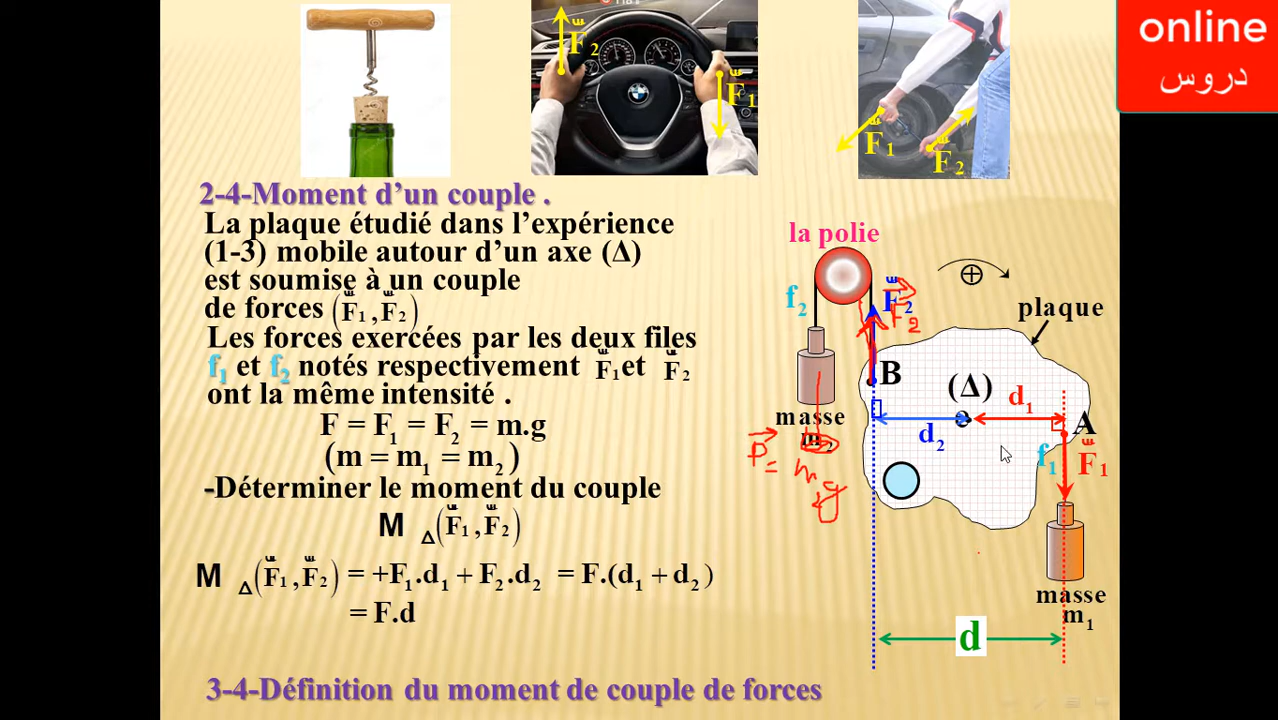 online
دروس
F2
F1
F1
F2
2-4-Moment d’un couple .
La plaque étudié dans l’expérience
(1-3) mobile autour d’un axe (Δ)
est soumise à un couple
de forces (F1 , F2)
Les forces exercées par les deux files
f1 et f2 notés respectivement F1 et F2
ont la même intensité .
F = F1 = F2 = m.g
(m = m1 = m2)
-Déterminer le moment du couple
M Δ(F1 , F2)
M Δ(F1 , F2) = +F1.d1 + F2.d2 = F.(d1 + d2)
= F.d
3-4-Définition du moment de couple de forces
la polie
f2
F2
F2
plaque
B
(Δ)
d1
A
d2
masse
m2
P = mg
f1
F1
masse
m1
d